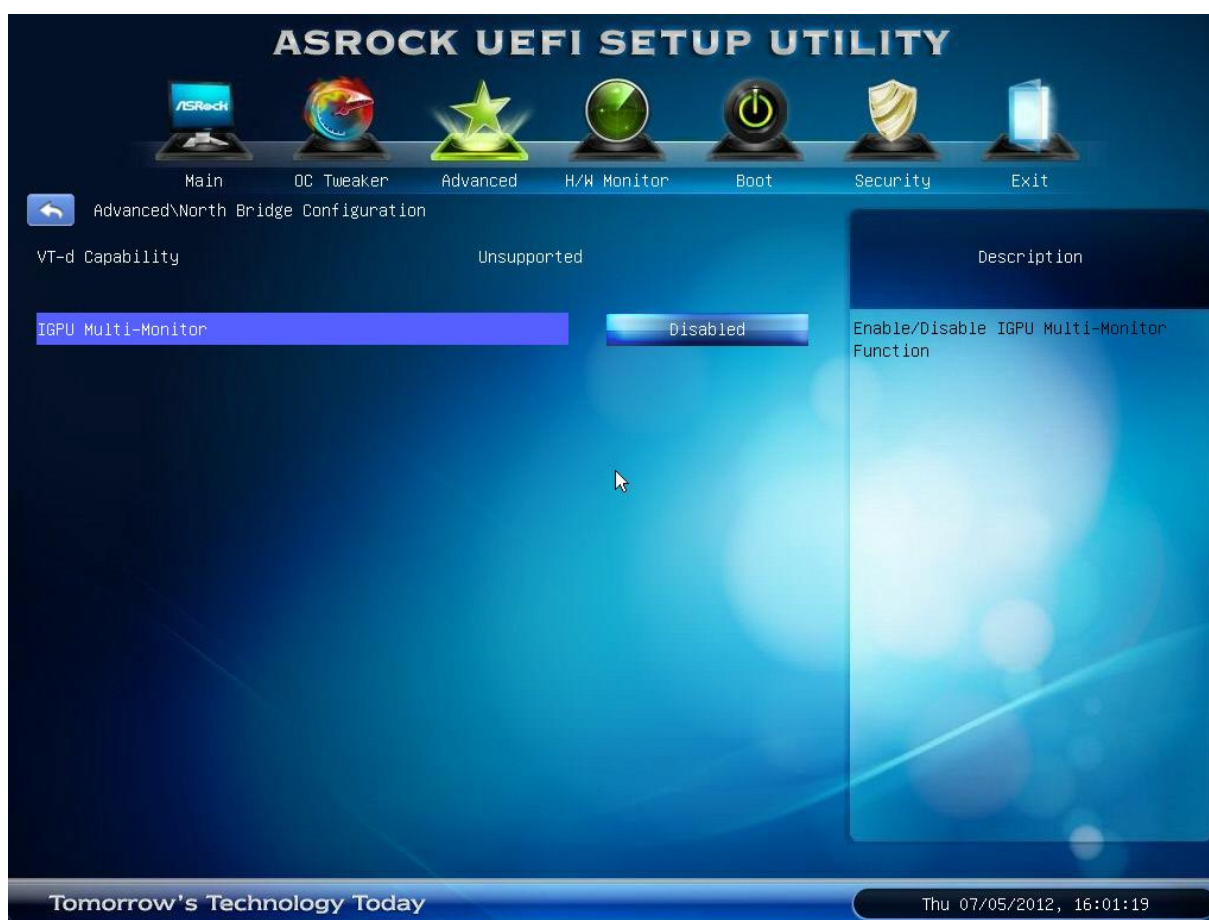 ASROCK UEFI SETUP UTILITY
ASRock
Main OC Tweaker Advanced H/W Monitor Boot Security Exit
Advanced\North Bridge Configuration
VT-d Capability Unsupported
Description
IGPU Multi-Monitor Disabled
Enable/Disable IGPU Multi-Monitor
Function
Tomorrow's Technology Today
Thu 07/05/2012, 16:01:19